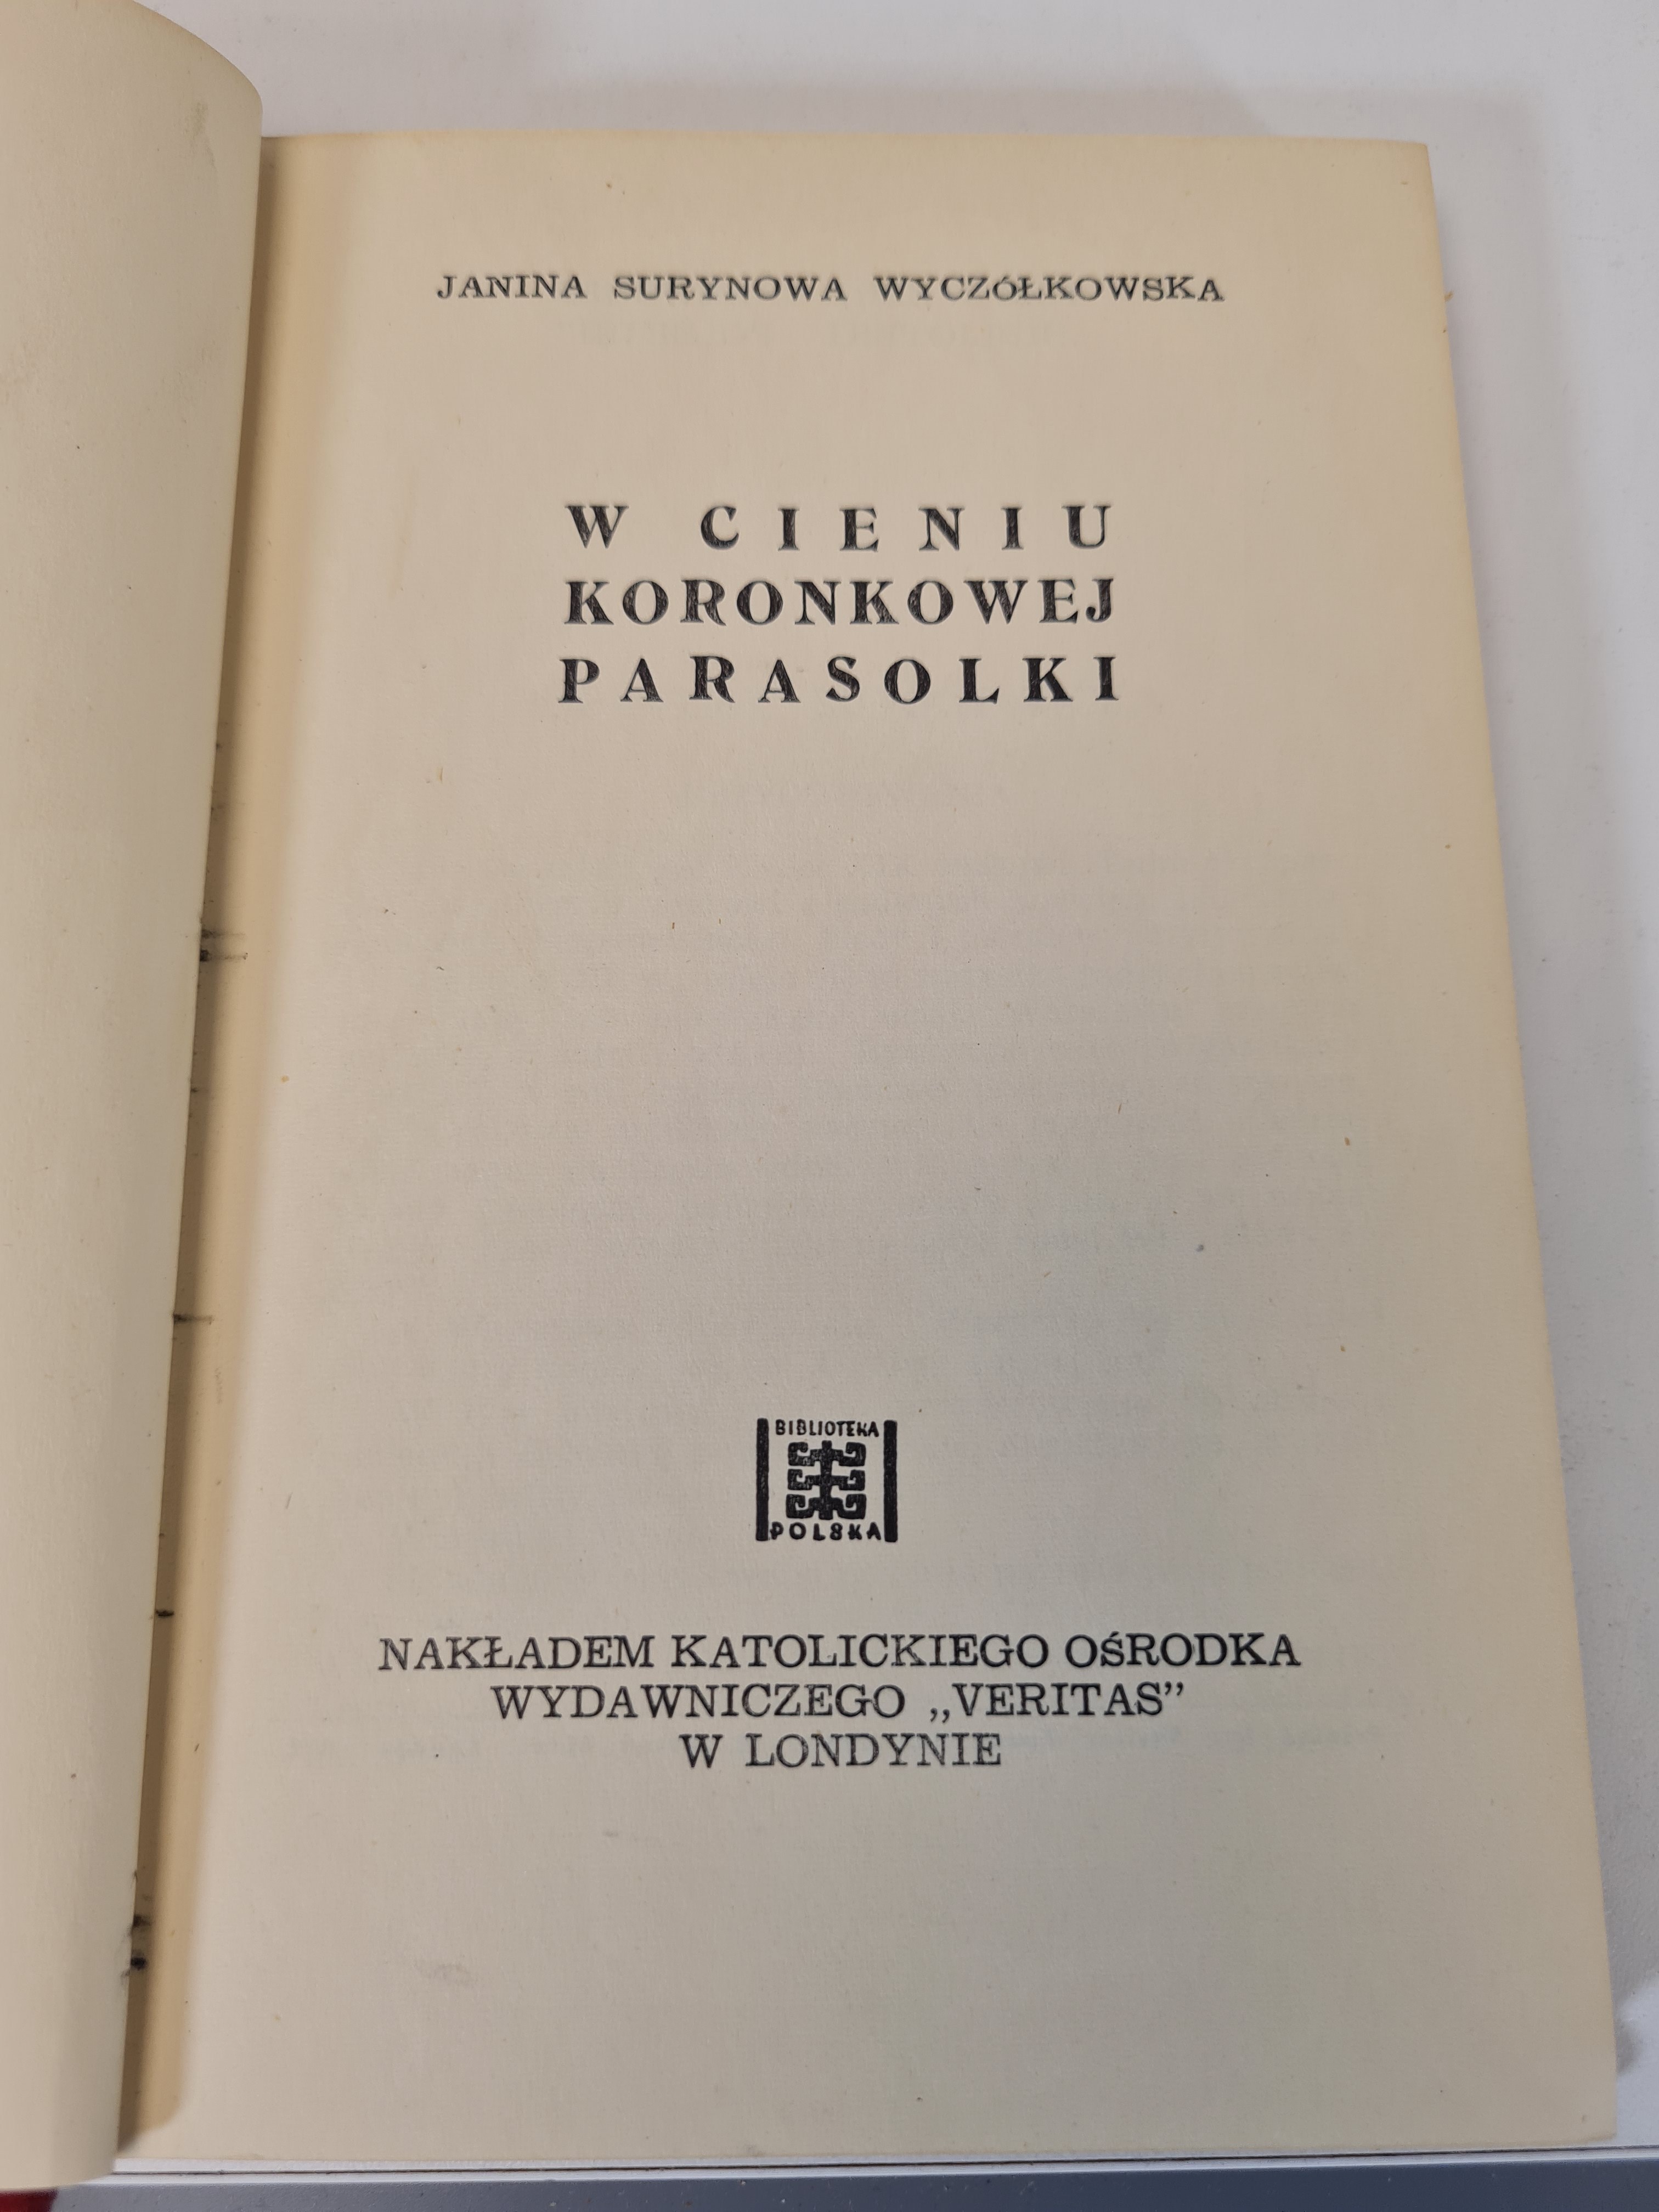 JANINA SURYNOWA WYCZÓŁKOWSKA
W CIENIU
KORONKOWEJ
PARASOLKI
BIBLIOTEKA
POLSKA
NAKŁADEM KATOLICKIEGO OŚRODKA
WYDAWNICZEGO „VERITAS”
W LONDYNIE